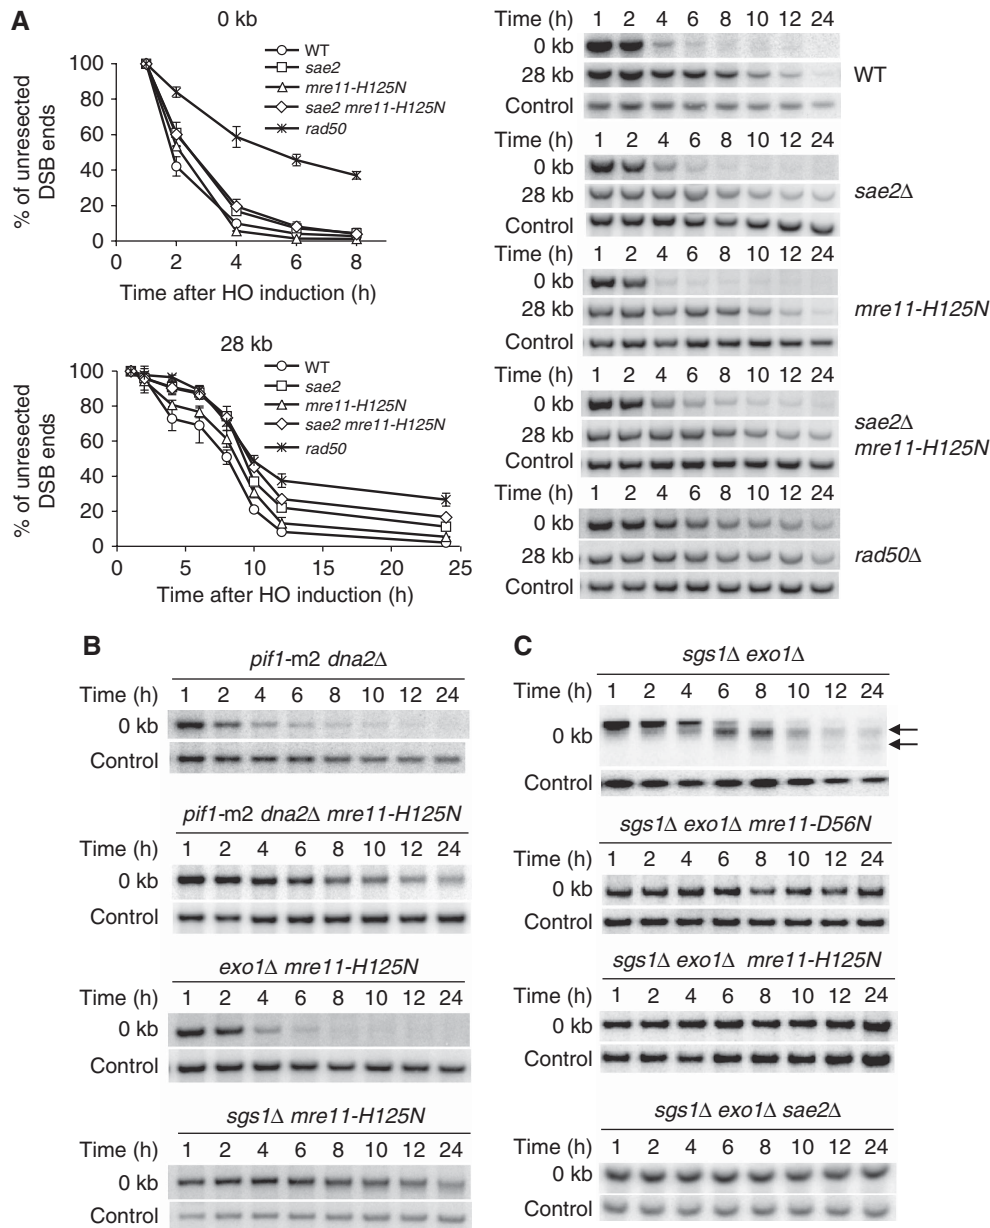 A
0 kb
WT
sae2
mre11-H125N
sae2 mre11-H125N
rad50
% of unresected
DSB ends
100
80
60
40
20
0
0 2 4 6 8
Time after HO induction (h)
28 kb
WT
sae2
mre11-H125N
sae2 mre11-H125N
rad50
% of unresected
DSB ends
100
80
60
40
20
0
0 5 10 15 20 25
Time after HO induction (h)
Time (h) 1 2 4 6 8 10 12 24
0 kb
28 kb
WT
Control
Time (h) 1 2 4 6 8 10 12 24
0 kb
28 kb
sae2Δ
Control
Time (h) 1 2 4 6 8 10 12 24
0 kb
28 kb
mre11-H125N
Control
Time (h) 1 2 4 6 8 10 12 24
0 kb
28 kb
sae2Δ
mre11-H125N
Control
Time (h) 1 2 4 6 8 10 12 24
0 kb
28 kb
rad50Δ
Control
B
pif1-m2 dna2Δ
Time (h) 1 2 4 6 8 10 12 24
0 kb
Control
pif1-m2 dna2Δ mre11-H125N
Time (h) 1 2 4 6 8 10 12 24
0 kb
Control
exo1Δ mre11-H125N
Time (h) 1 2 4 6 8 10 12 24
0 kb
Control
sgs1Δ mre11-H125N
Time (h) 1 2 4 6 8 10 12 24
0 kb
Control
C
sgs1Δ exo1Δ
Time (h) 1 2 4 6 8 10 12 24
0 kb
Control
sgs1Δ exo1Δ mre11-D56N
Time (h) 1 2 4 6 8 10 12 24
0 kb
Control
sgs1Δ exo1Δ mre11-H125N
Time (h) 1 2 4 6 8 10 12 24
0 kb
Control
sgs1Δ exo1Δ sae2Δ
Time (h) 1 2 4 6 8 10 12 24
0 kb
Control